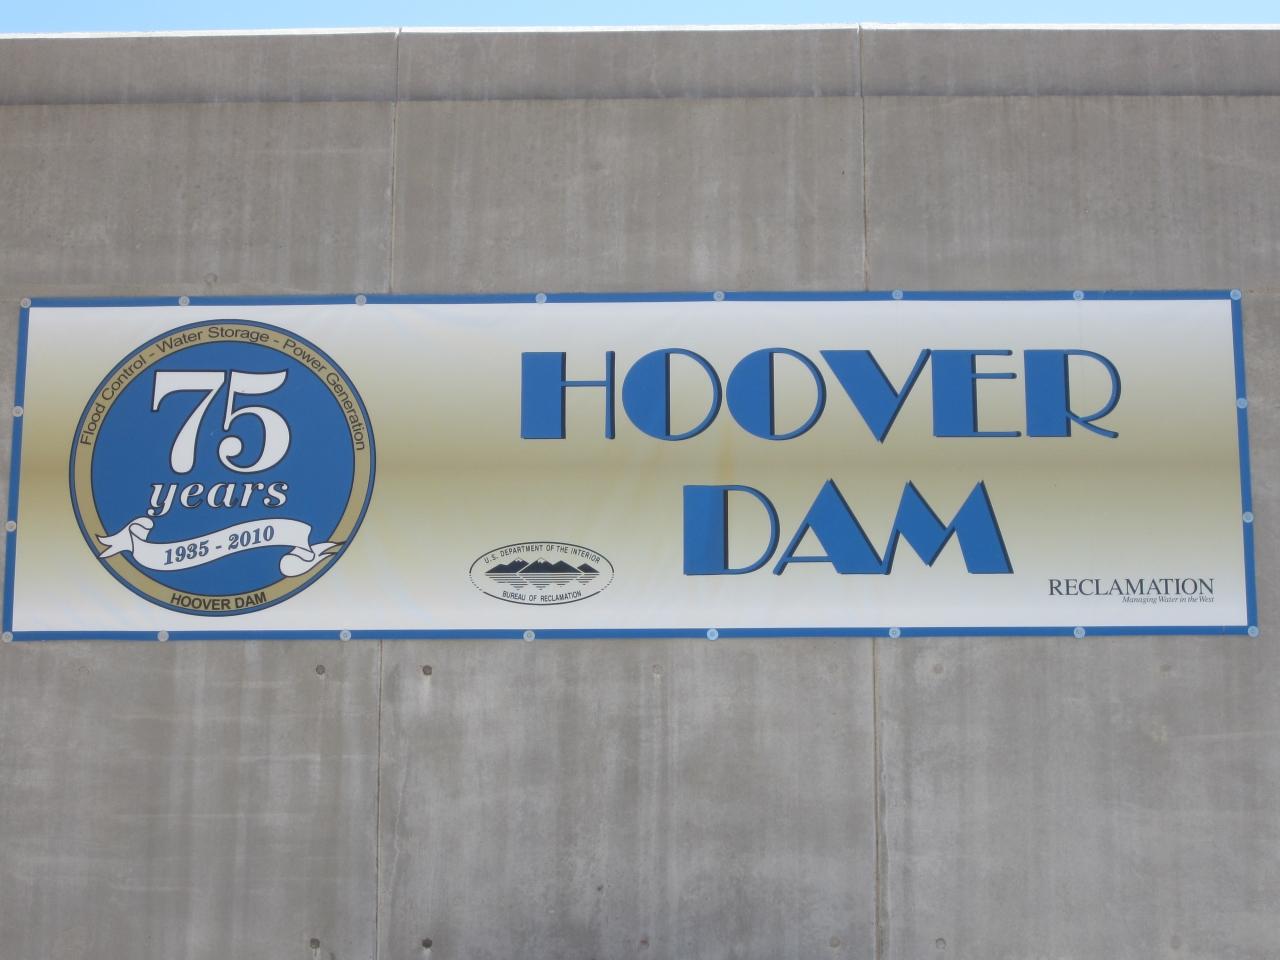 Flood Control - Water Storage - Power Generation
75
years
1935 - 2010
HOOVER DAM
HOOVER
DAM
U.S. DEPARTMENT OF THE INTERIOR
BUREAU OF RECLAMATION
RECLAMATION
Managing Water in the West